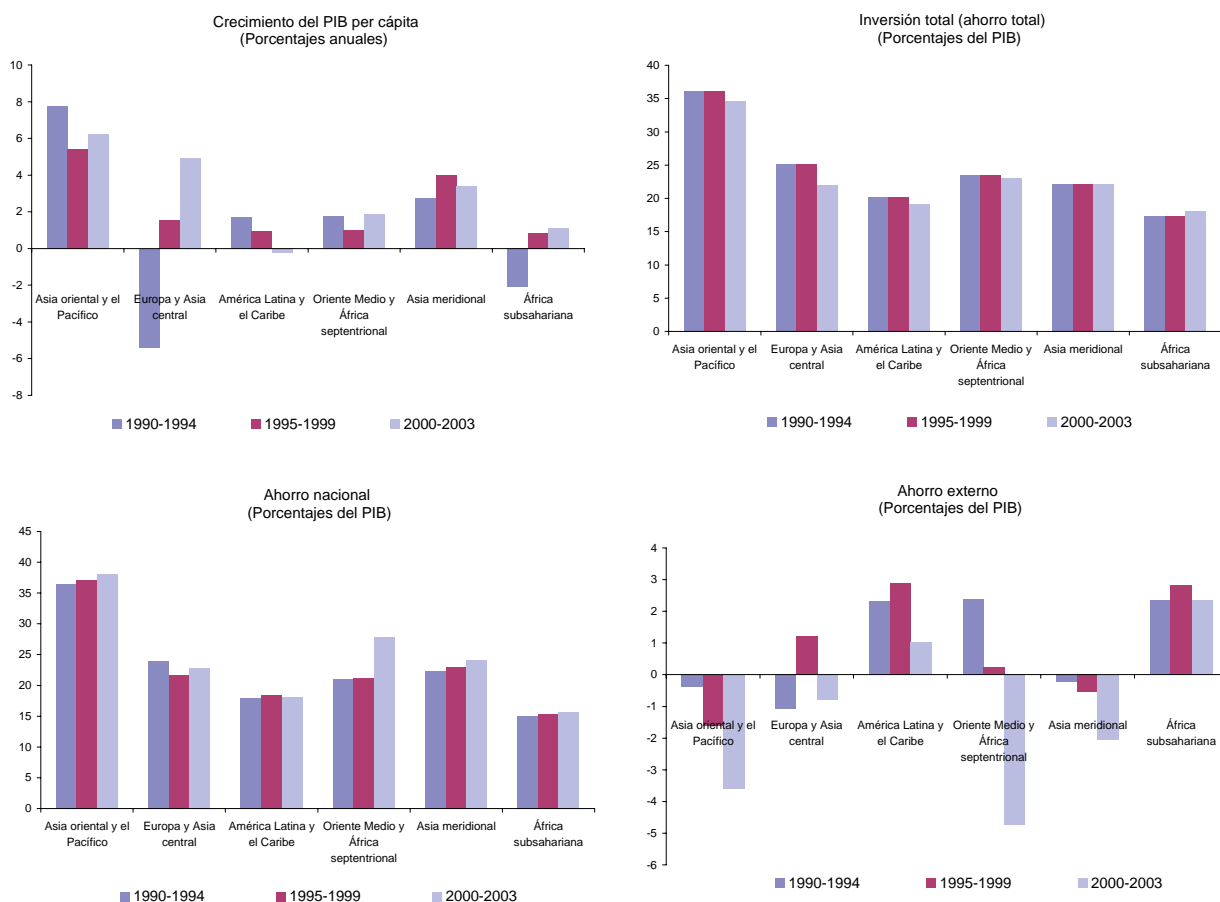 Crecimiento del PIB per cápita
(Porcentajes anuales)
10
8
6
4
2
0
-2
-4
-6
-8
Asia oriental y el Pacífico
Europa y Asia central
América Latina y el Caribe
Oriente Medio y África septentrional
Asia meridional
África subsahariana
1990-1994 1995-1999 2000-2003
Inversión total (ahorro total)
(Porcentajes del PIB)
40
35
30
25
20
15
10
5
0
Asia oriental y el Pacífico
Europa y Asia central
América Latina y el Caribe
Oriente Medio y África septentrional
Asia meridional
África subsahariana
1990-1994 1995-1999 2000-2003
Ahorro nacional
(Porcentajes del PIB)
45
40
35
30
25
20
15
10
5
0
Asia oriental y el Pacífico
Europa y Asia central
América Latina y el Caribe
Oriente Medio y África septentrional
Asia meridional
África subsahariana
1990-1994 1995-1999 2000-2003
Ahorro externo
(Porcentajes del PIB)
4
3
2
1
0
-1
-2
-3
-4
-5
-6
Asia oriental y el Pacífico
Europa y Asia central
América Latina y el Caribe
Oriente Medio y África septentrional
Asia meridional
África subsahariana
1990-1994 1995-1999 2000-2003